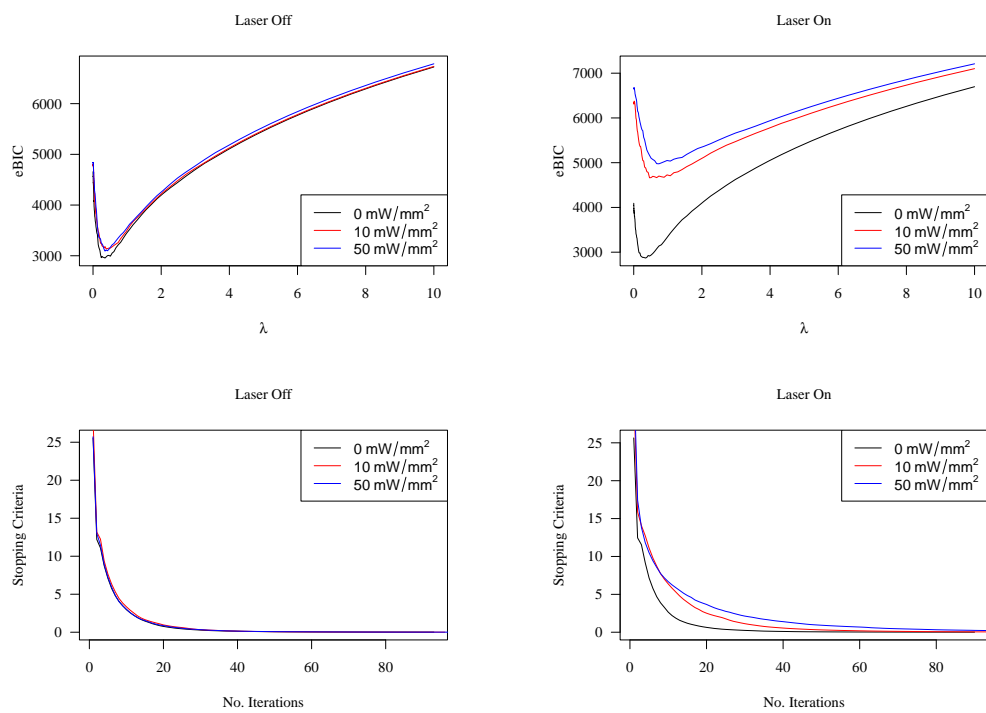 Laser Off
eBIC
6000
5000
4000
3000
0 2 4 6 8 10
λ
0 mW/mm²
10 mW/mm²
50 mW/mm²
Laser On
eBIC
7000
6000
5000
4000
3000
0 2 4 6 8 10
λ
0 mW/mm²
10 mW/mm²
50 mW/mm²
Laser Off
Stopping Criteria
25
20
15
10
5
0
0 20 40 60 80
No. Iterations
0 mW/mm²
10 mW/mm²
50 mW/mm²
Laser On
Stopping Criteria
25
20
15
10
5
0
0 20 40 60 80
No. Iterations
0 mW/mm²
10 mW/mm²
50 mW/mm²